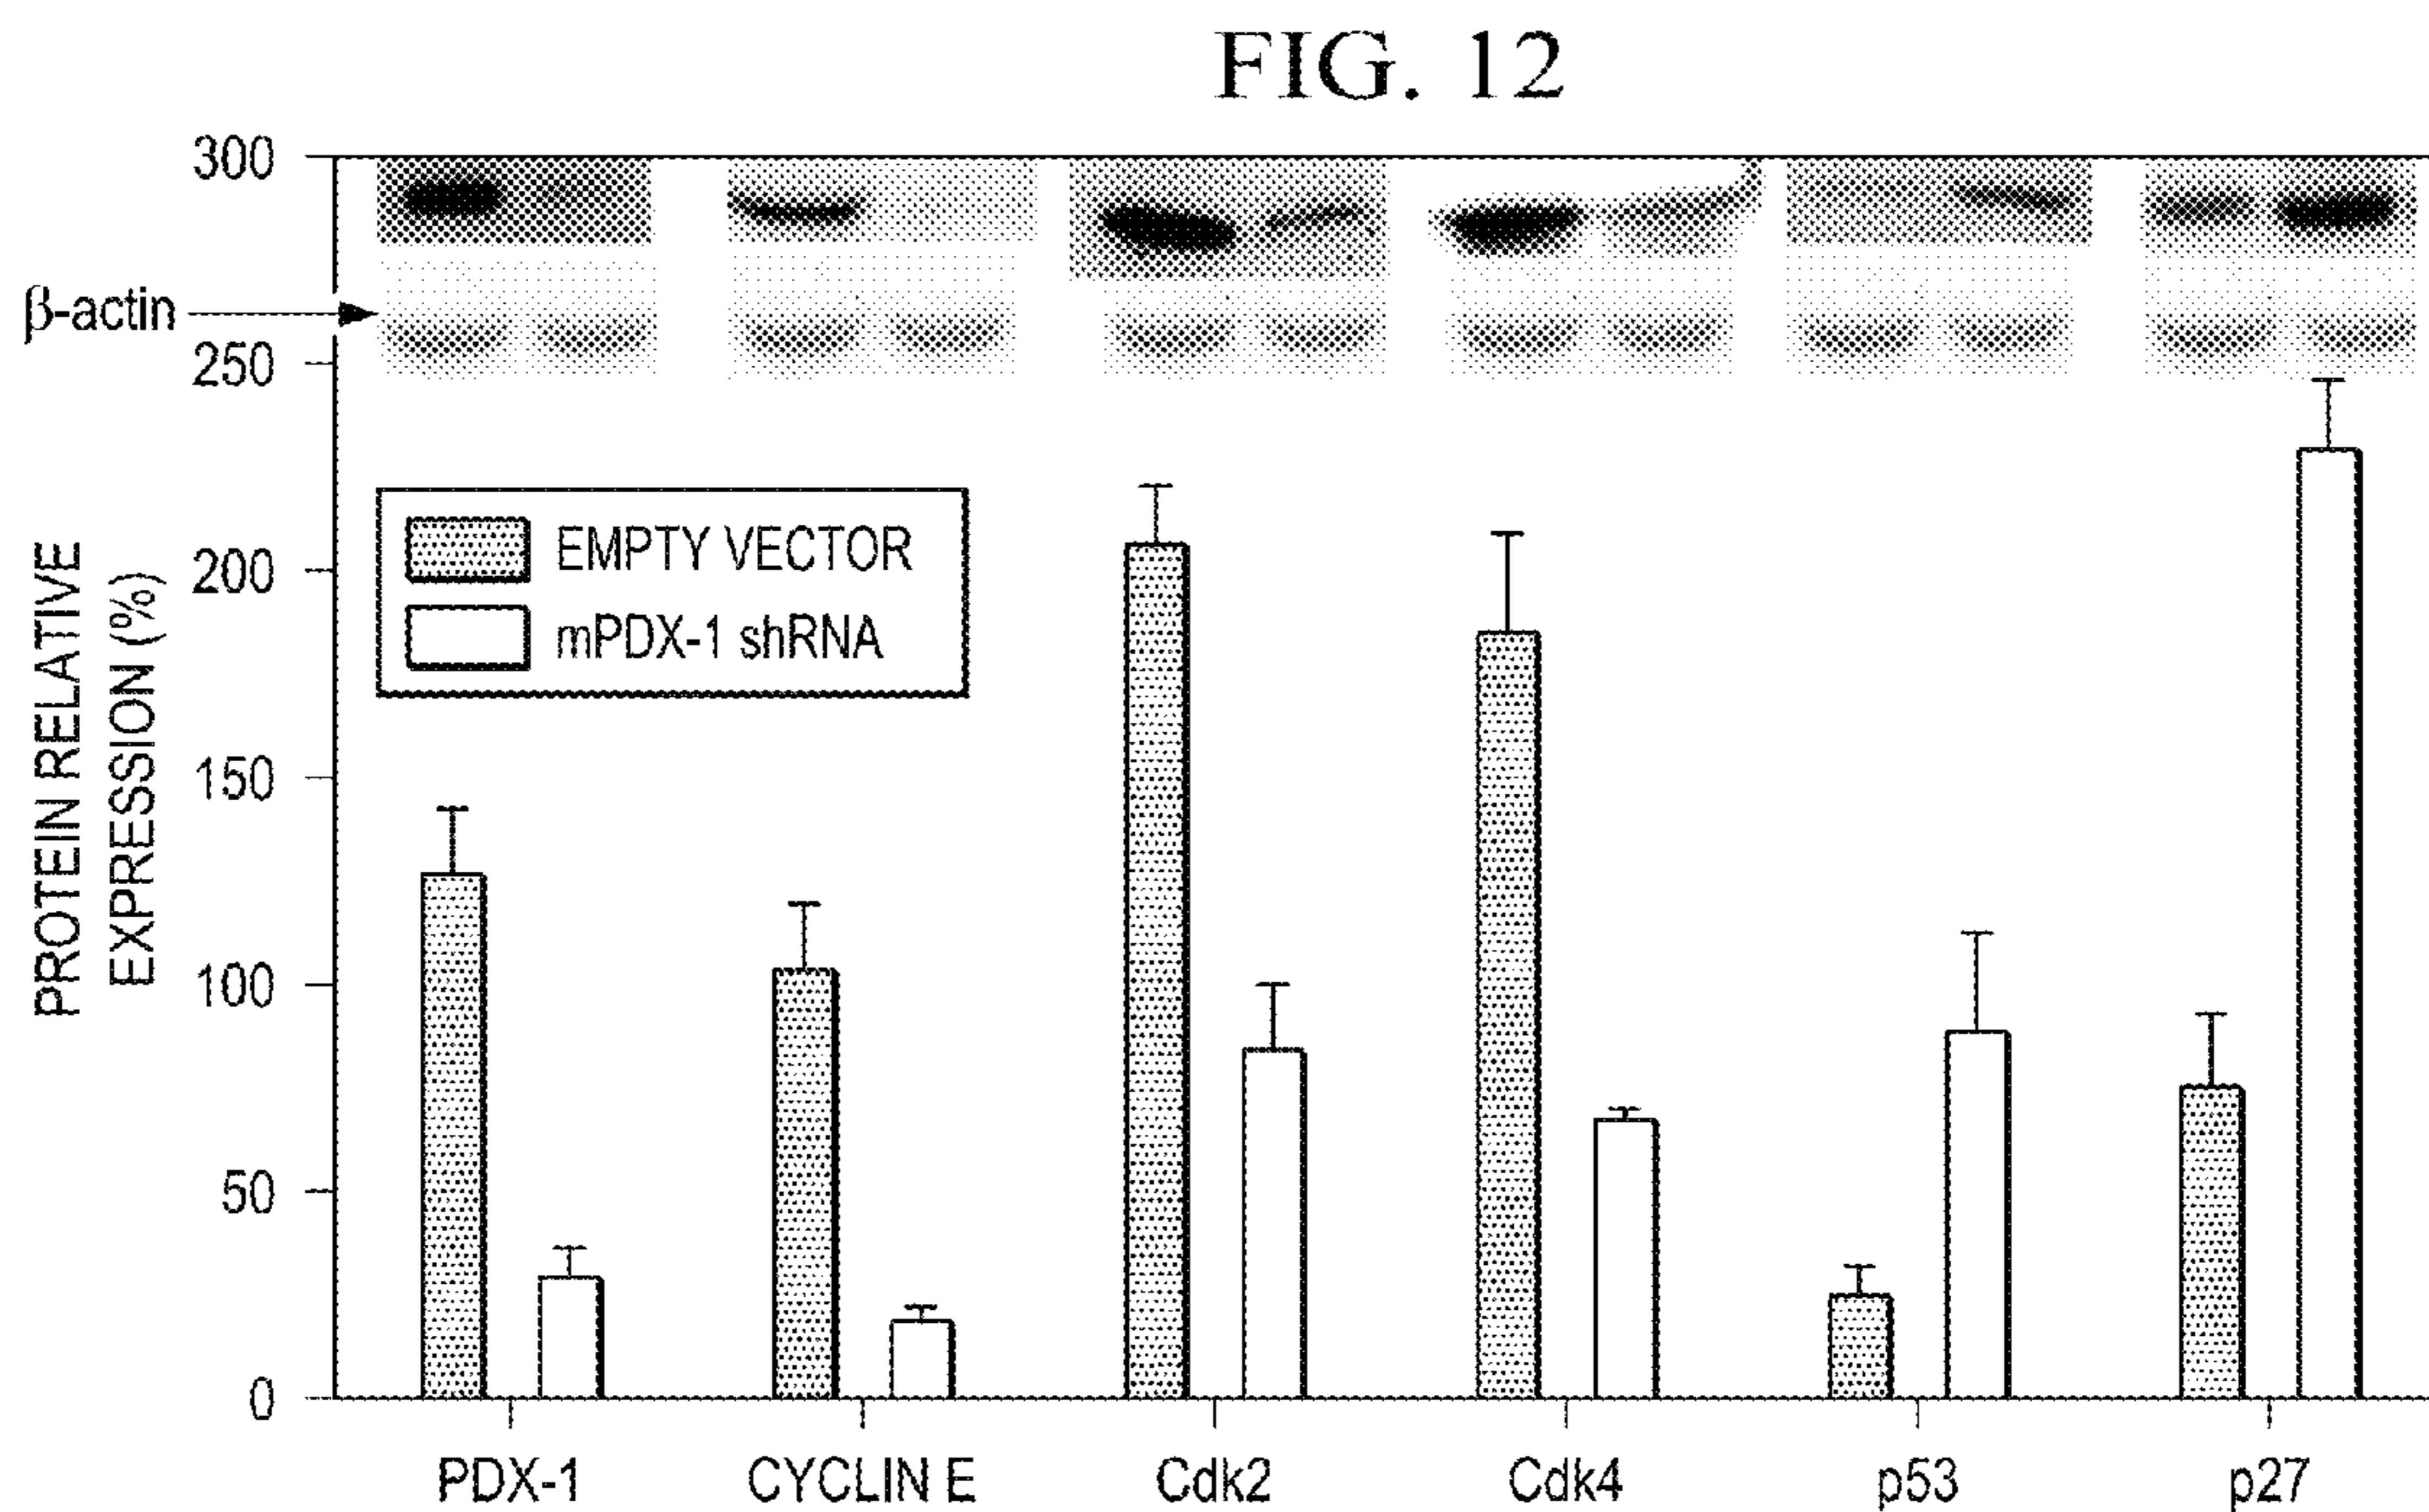 FIG. 12
300
β-actin
250
200
150
100
50
0
PROTEIN RELATIVE
EXPRESSION (%)
EMPTY VECTOR
mPDX-1 shRNA
PDX-1
CYCLIN E
Cdk2
Cdk4
p53
p27